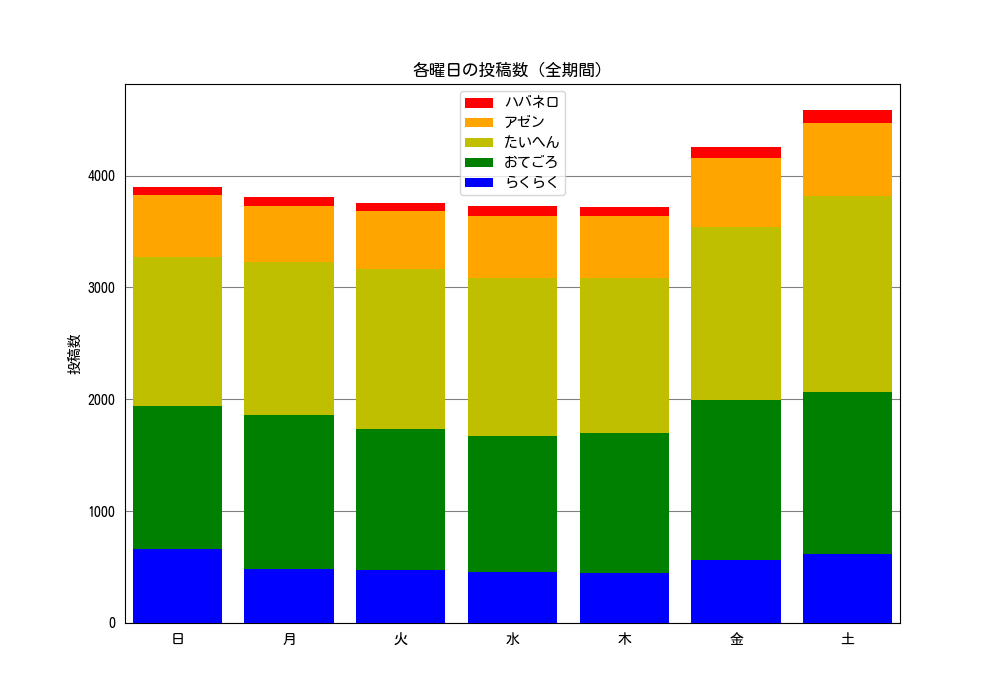 各曜日の投稿数（全期間）
ハバネロ
アゼン
たいへん
おてごろ
らくらく
投稿数
4000
3000
2000
1000
0
日 月 火 水 木 金 土